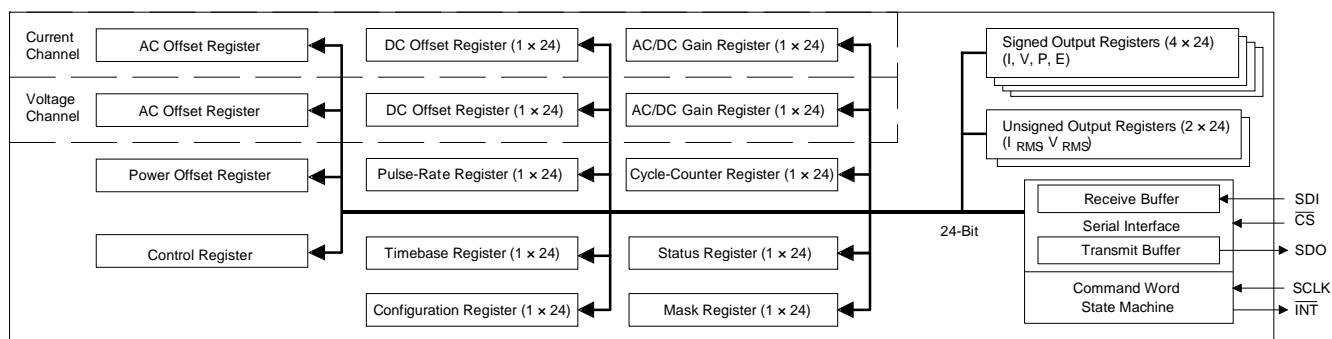 Current
Channel
AC Offset Register
DC Offset Register (1 × 24)
AC/DC Gain Register (1 × 24)
Signed Output Registers (4 × 24)
(I, V, P, E)
Voltage
Channel
AC Offset Register
DC Offset Register (1 × 24)
AC/DC Gain Register (1 × 24)
Unsigned Output Registers (2 × 24)
(I RMS, V RMS)
Power Offset Register
Pulse-Rate Register (1 × 24)
Cycle-Counter Register (1 × 24)
Receive Buffer
SDI
Serial Interface
CS
24-Bit
Control Register
Timebase Register (1 × 24)
Status Register (1 × 24)
Transmit Buffer
SDO
Configuration Register (1 × 24)
Mask Register (1 × 24)
Command Word
State Machine
SCLK
INT